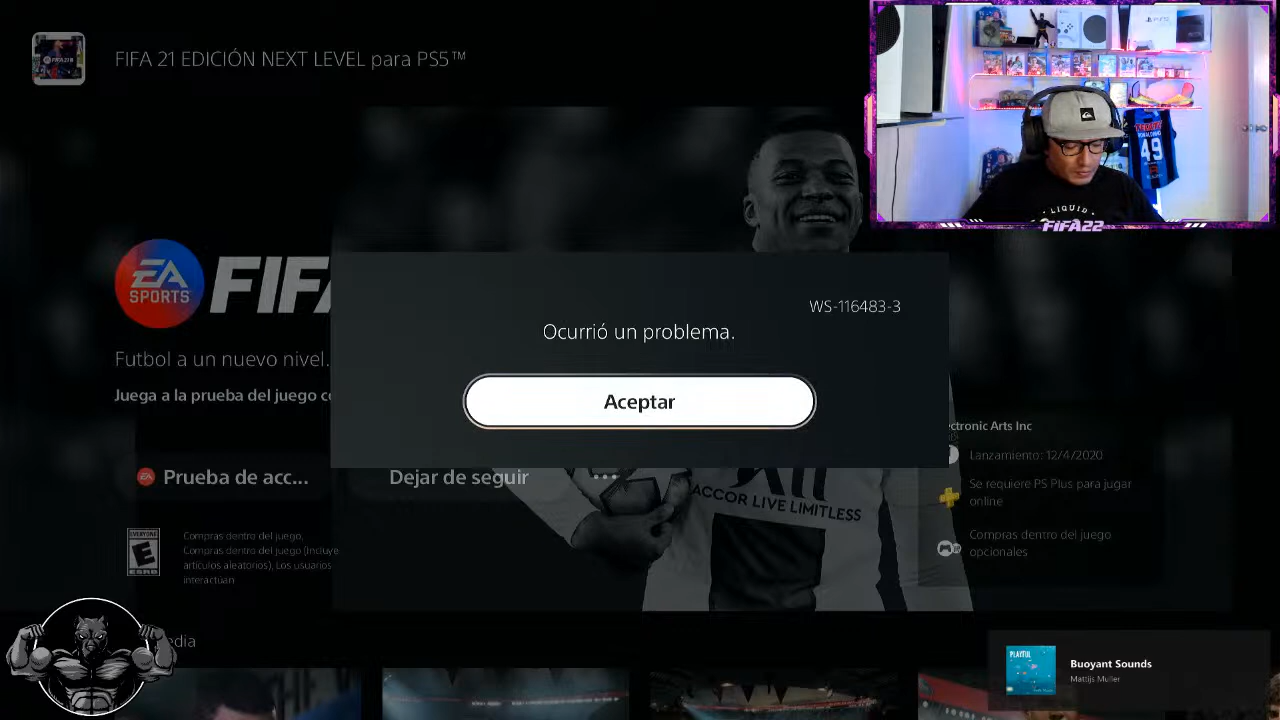 FIFA 21 EDICIÓN NEXT LEVEL para PS5™
PS5
49
LIQUID
FIFA22
EA
SPORTS
FIF
Futbol a un nuevo nivel.
Juega a la prueba del juego c
WS-116483-3
Ocurrió un problema.
Aceptar
Prueba de acc...
Dejar de seguir
...
ACCOR LIVE LIMITLESS
ctronic Arts Inc
Lanzamiento: 12/4/2020
Se requiere PS Plus para jugar
online
Compras dentro del juego
opcionales
EVERYONE
E
ESRB
Compras dentro del juego,
Compras dentro del juego (Incluye
artículos aleatorios), Los usuarios
interactúan
edia
PLAYFUL
Buoyant Sounds
Mattijs Muller